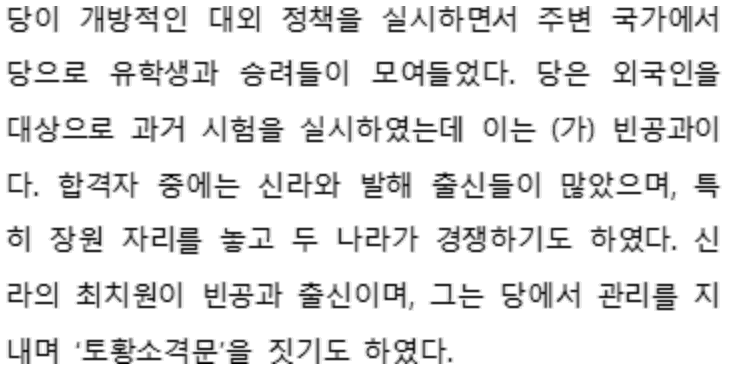 당이 개방적인 대외 정책을 실시하면서 주변 국가에서
당으로 유학생과 승려들이 모여들었다. 당은 외국인을
대상으로 과거 시험을 실시하였는데 이는 (가) 빈공과이
다. 합격자 중에는 신라와 발해 출신들이 많았으며, 특
히 장원 자리를 놓고 두 나라가 경쟁하기도 하였다. 신
라의 최치원이 빈공과 출신이며, 그는 당에서 관리를 지
내며 ‘토황소격문’을 짓기도 하였다.